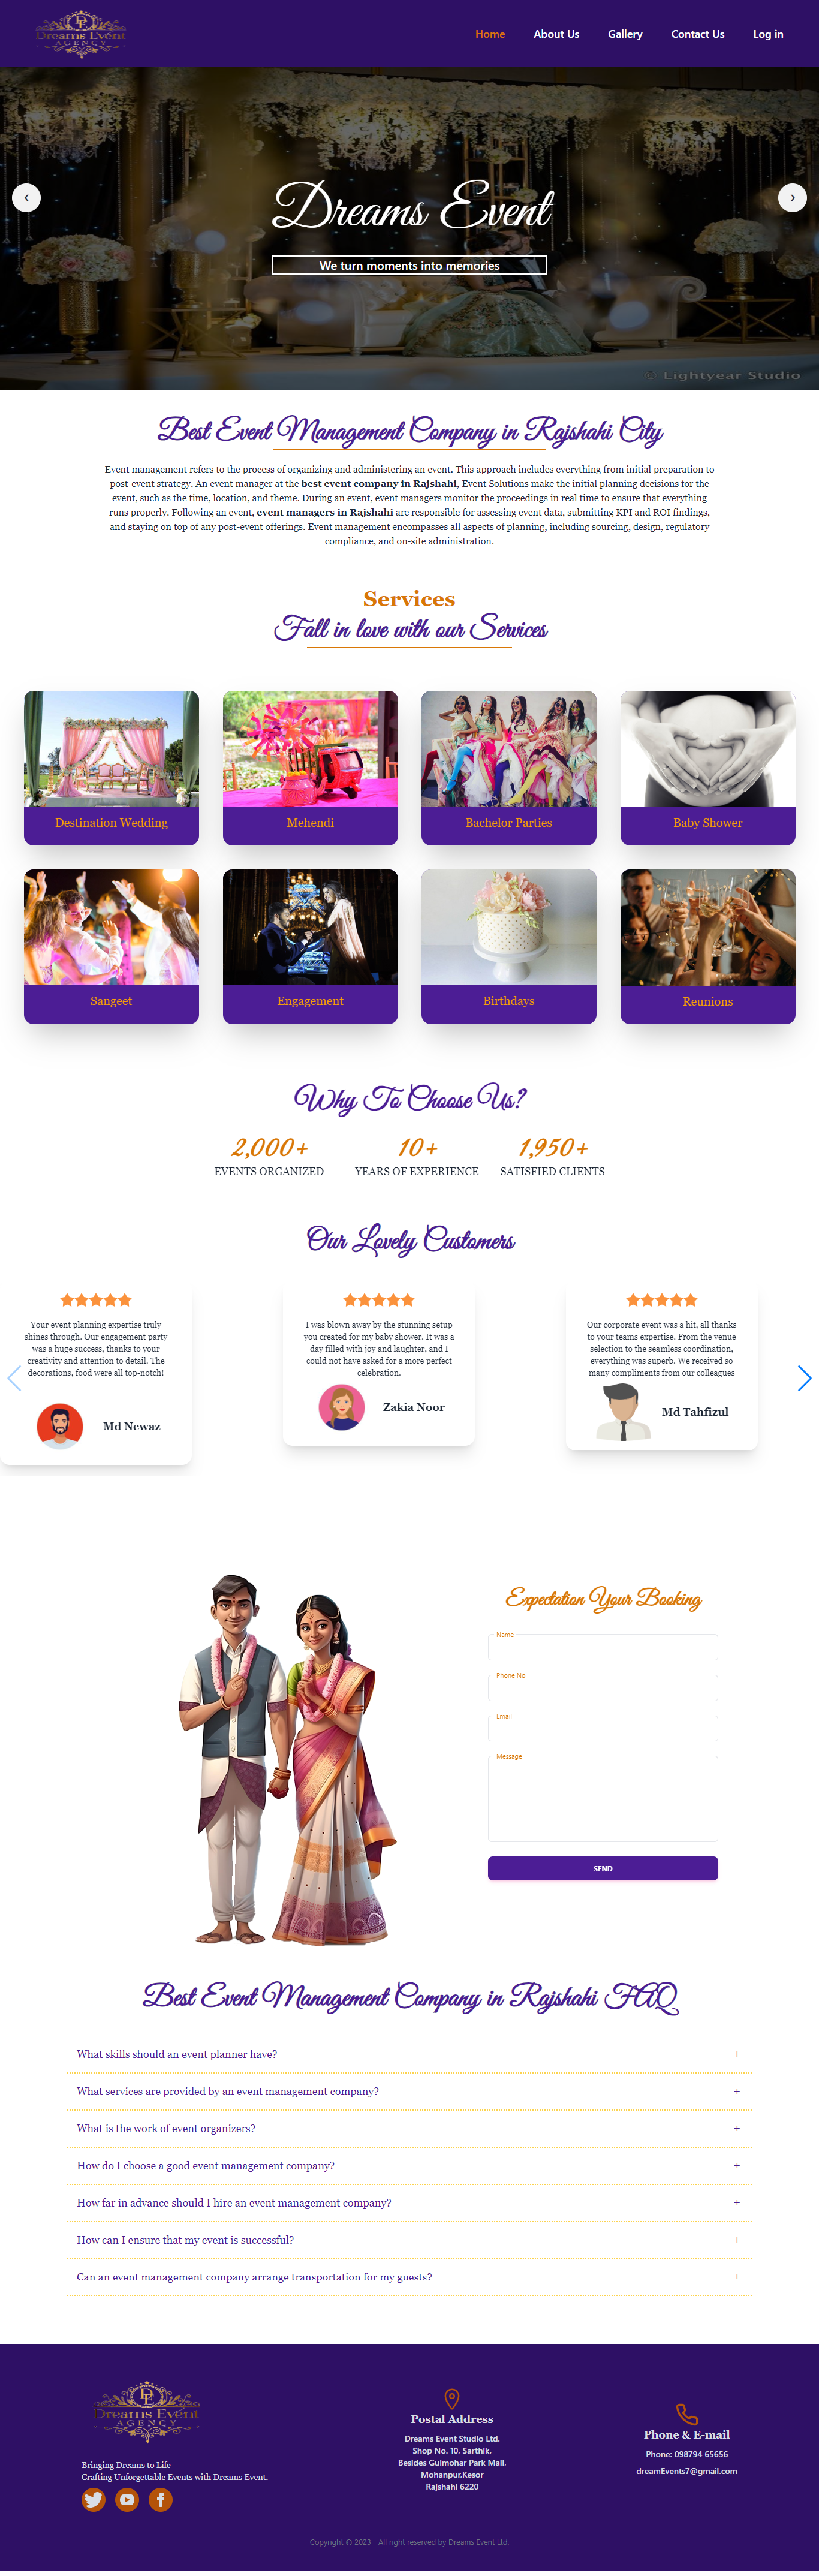 DE
Dreams Event
AGENCY
Home About Us Gallery Contact Us Log in
Dreams Event
We turn moments into memories
© Lightyear Studio
Best Event Management Company in Rajshahi City
Event management refers to the process of organizing and administering an event. This approach includes everything from initial preparation to
post-event strategy. An event manager at the best event company in Rajshahi, Event Solutions make the initial planning decisions for the
event, such as the time, location, and theme. During an event, event managers monitor the proceedings in real time to ensure that everything
runs properly. Following an event, event managers in Rajshahi are responsible for assessing event data, submitting KPI and ROI findings,
and staying on top of any post-event offerings. Event management encompasses all aspects of planning, including sourcing, design, regulatory
compliance, and on-site administration.
Services
Fall in love with our Services
Destination Wedding
Mehendi
Bachelor Parties
Baby Shower
Sangeet
Engagement
Birthdays
Reunions
Why To Choose Us?
2,000+ 10+ 1,950+
EVENTS ORGANIZED YEARS OF EXPERIENCE SATISFIED CLIENTS
Our Lovely Customers
Your event planning expertise truly
shines through. Our engagement party
was a huge success, thanks to your
creativity and attention to detail. The
decorations, food were all top-notch!
Md Newaz
I was blown away by the stunning setup
you created for my baby shower. It was a
day filled with joy and laughter, and I
could not have asked for a more perfect
celebration.
Zakia Noor
Our corporate event was a hit, all thanks
to your teams expertise. From the venue
selection to the seamless coordination,
everything was superb. We received so
many compliments from our colleagues
Md Tahfizul
Expectation Your Booking
Name
Phone No
Email
Message
SEND
Best Event Management Company in Rajshahi FAQ
What skills should an event planner have? +
What services are provided by an event management company? +
What is the work of event organizers? +
How do I choose a good event management company? +
How far in advance should I hire an event management company? +
How can I ensure that my event is successful? +
Can an event management company arrange transportation for my guests? +
DE
Dreams Event
AGENCY
Bringing Dreams to Life
Crafting Unforgettable Events with Dreams Event.
Postal Address
Dreams Event Studio Ltd.
Shop No. 10, Sarthik,
Besides Gulmohar Park Mall,
Mohanpur,Kesor
Rajshahi 6220
Phone & E-mail
Phone: 098794 65656
dreamEvents7@gmail.com
Copyright © 2023 - All right reserved by Dreams Event Ltd.